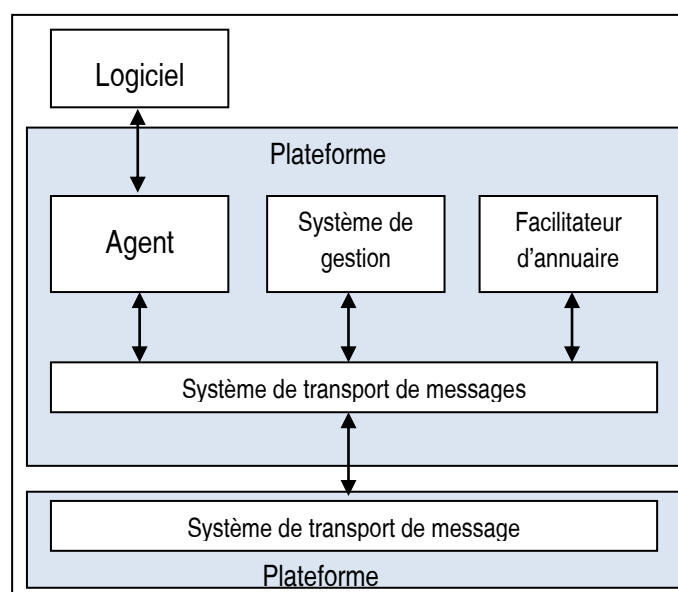 Logiciel
Plateforme
Agent
Système de
gestion
Facilitateur
d'annuaire
Système de transport de messages
Système de transport de message
Plateforme